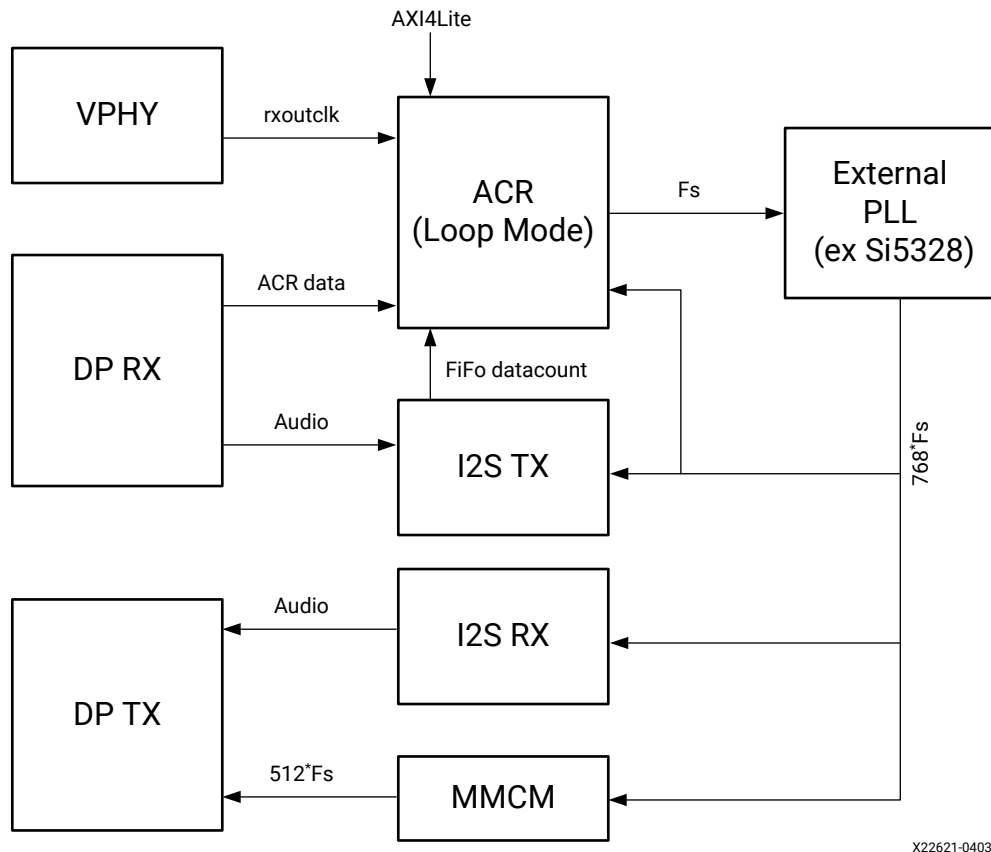 AXI4Lite
VPHY
rxoutclk
ACR
(Loop Mode)
Fs
External
PLL
(ex Si5328)
DP RX
ACR data
FiFo datacount
Audio
I2S TX
768*Fs
DP TX
Audio
I2S RX
512*Fs
MMCM
X22621-0403